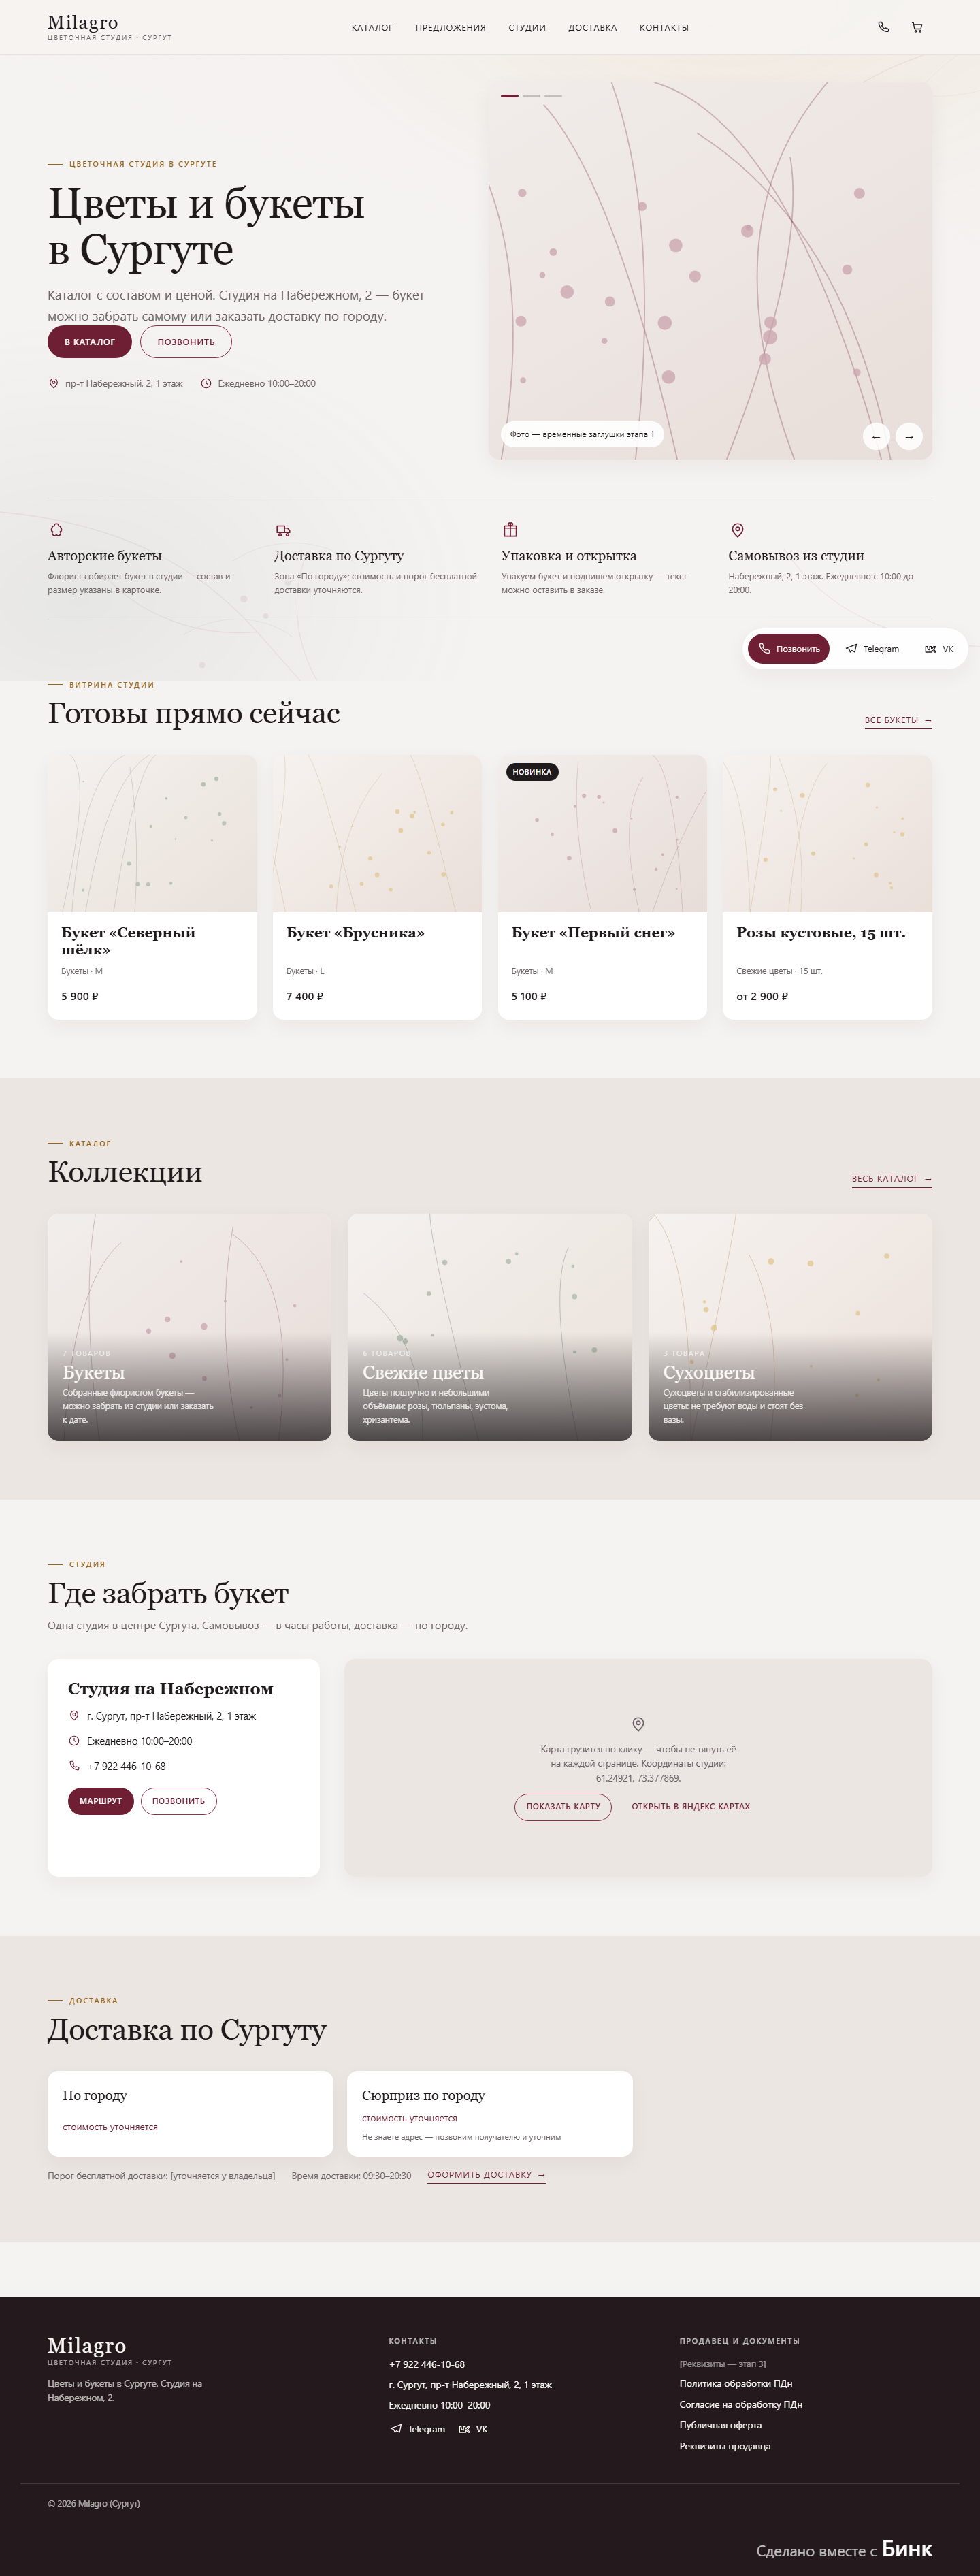 Milagro
ЦВЕТОЧНАЯ СТУДИЯ · СУРГУТ
КАТАЛОГ
ПРЕДЛОЖЕНИЯ
СТУДИИ
ДОСТАВКА
КОНТАКТЫ
ЦВЕТОЧНАЯ СТУДИЯ В СУРГУТЕ
Цветы и букеты
в Сургуте
Каталог с составом и ценой. Студия на Набережном, 2 — букет
можно забрать самому или заказать доставку по городу.
В КАТАЛОГ
ПОЗВОНИТЬ
пр-т Набережный, 2, 1 этаж
Ежедневно 10:00–20:00
Фото — временные заглушки этапа 1
← →
Авторские букеты
Флорист собирает букет в студии — состав и
размер указаны в карточке.
Доставка по Сургуту
Зона «По городу»; стоимость и порог бесплатной
доставки уточняются.
Упаковка и открытка
Упакуем букет и подпишем открытку — текст
можно оставить в заказе.
Самовывоз из студии
Набережный, 2, 1 этаж. Ежедневно с 10:00 до
20:00.
Позвонить
Telegram
VK
ВИТРИНА СТУДИИ
Готовы прямо сейчас
ВСЕ БУКЕТЫ →
Букет «Северный
шёлк»
Букеты · M
5 900 ₽
Букет «Брусника»
Букеты · L
7 400 ₽
НОВИНКА
Букет «Первый снег»
Букеты · M
5 100 ₽
Розы кустовые, 15 шт.
Свежие цветы · 15 шт.
от 2 900 ₽
КАТАЛОГ
Коллекции
ВЕСЬ КАТАЛОГ →
7 ТОВАРОВ
Букеты
Собранные флористом букеты —
можно забрать из студии или заказать
к дате.
6 ТОВАРОВ
Свежие цветы
Цветы поштучно и небольшими
объёмами: розы, тюльпаны, эустома,
хризантема.
3 ТОВАРА
Сухоцветы
Сухоцветы и стабилизированные
цветы: не требуют воды и стоят без
вазы.
СТУДИЯ
Где забрать букет
Одна студия в центре Сургута. Самовывоз — в часы работы, доставка — по городу.
Студия на Набережном
г. Сургут, пр-т Набережный, 2, 1 этаж
Ежедневно 10:00–20:00
+7 922 446-10-68
МАРШРУТ
ПОЗВОНИТЬ
Карта грузится по клику — чтобы не тянуть её
на каждой странице. Координаты студии:
61.24921, 73.377869.
ПОКАЗАТЬ КАРТУ
ОТКРЫТЬ В ЯНДЕКС КАРТАХ
ДОСТАВКА
Доставка по Сургуту
По городу
стоимость уточняется
Сюрприз по городу
стоимость уточняется
Не знаете адрес — позвоним получателю и уточним
Порог бесплатной доставки: [уточняется у владельца]
Время доставки: 09:30–20:30
ОФОРМИТЬ ДОСТАВКУ →
Milagro
ЦВЕТОЧНАЯ СТУДИЯ · СУРГУТ
Цветы и букеты в Сургуте. Студия на
Набережном, 2.
КОНТАКТЫ
+7 922 446-10-68
г. Сургут, пр-т Набережный, 2, 1 этаж
Ежедневно 10:00–20:00
Telegram
VK
ПРОДАВЕЦ И ДОКУМЕНТЫ
[Реквизиты — этап 3]
Политика обработки ПДн
Согласие на обработку ПДн
Публичная оферта
Реквизиты продавца
© 2026 Milagro (Сургут)
Сделано вместе с Бинк